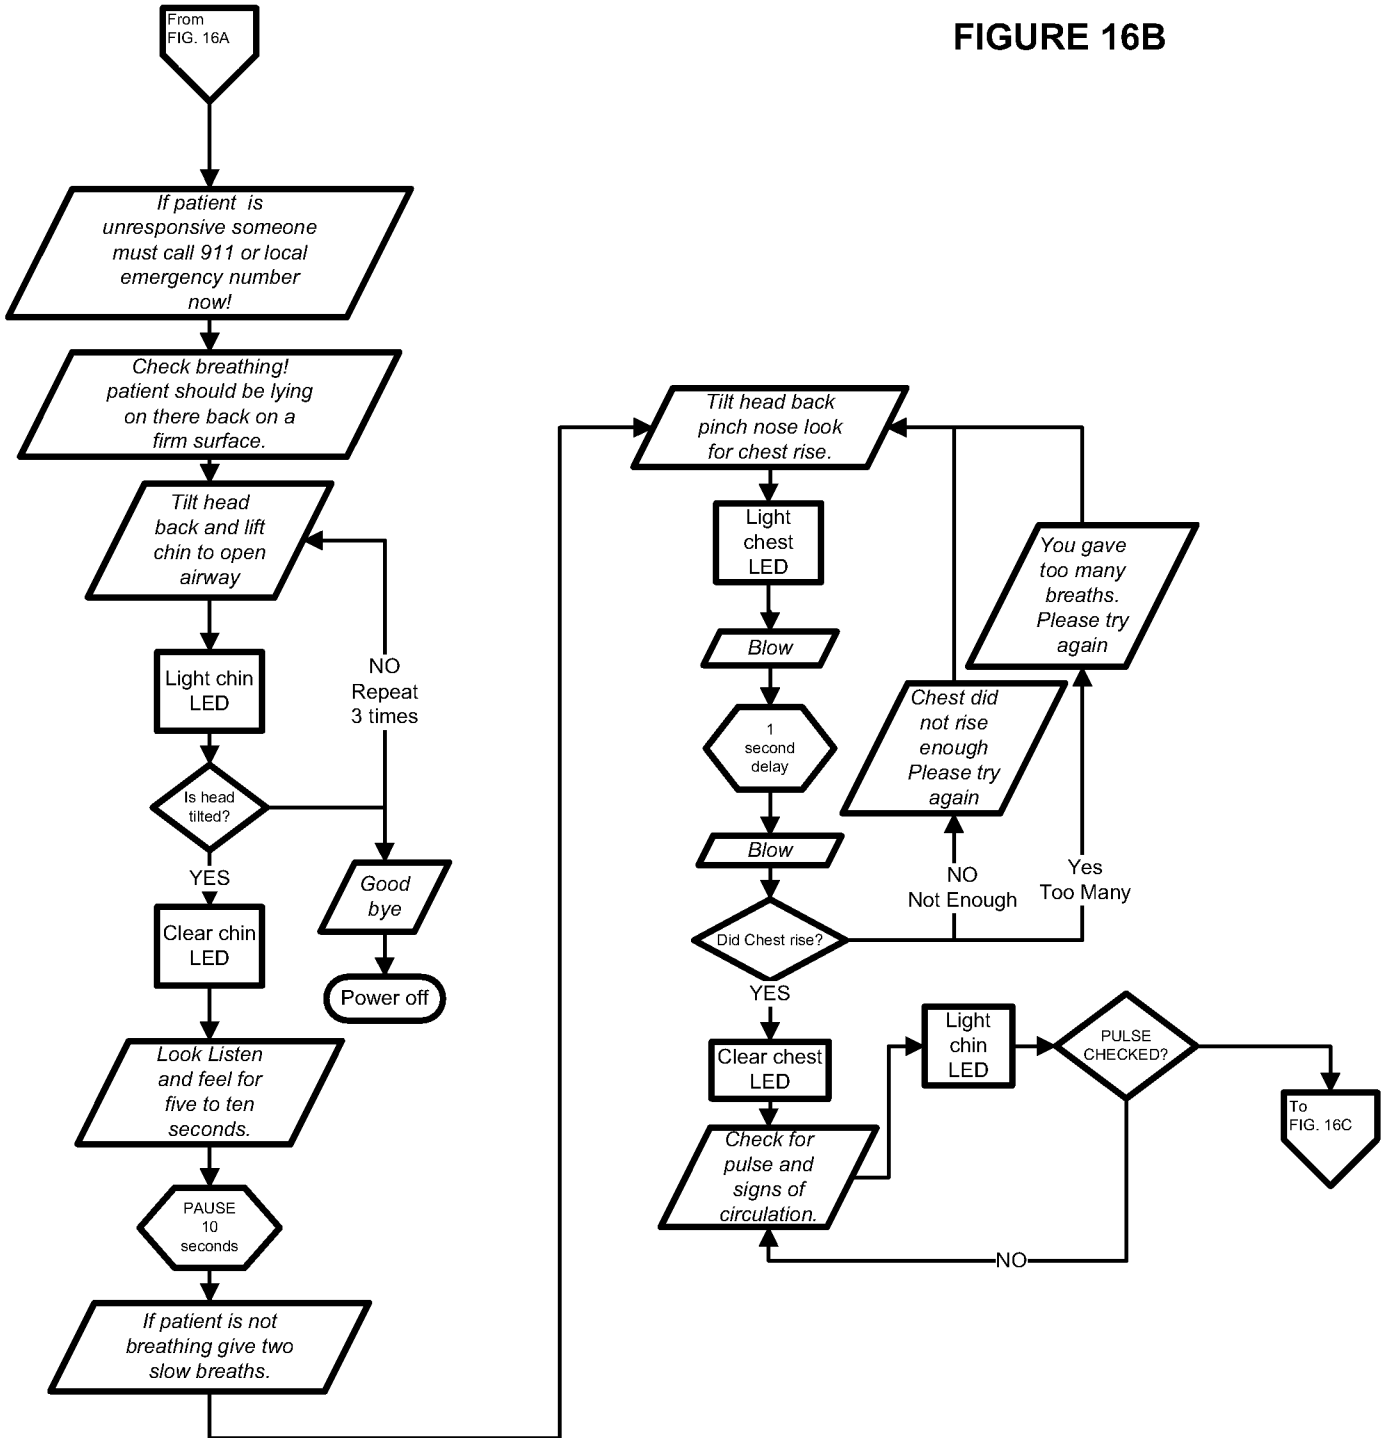 FIGURE 16B
From
FIG. 16A
If patient is
unresponsive someone
must call 911 or local
emergency number
now!
Check breathing!
patient should be lying
on there back on a
firm surface.
Tilt head
back and lift
chin to open
airway
Light chin
LED
NO
Repeat
3 times
Is head
tilted?
YES
Good
bye
Clear chin
LED
Power off
Look Listen
and feel for
five to ten
seconds.
PAUSE
10
seconds
If patient is not
breathing give two
slow breaths.
Tilt head back
pinch nose look
for chest rise.
Light
chest
LED
Blow
1
second
delay
Blow
Did Chest rise?
NO
Not Enough
Chest did
not rise
enough
Please try
again
Yes
Too Many
You gave
too many
breaths.
Please try
again
YES
Clear chest
LED
Check for
pulse and
signs of
circulation.
Light
chin
LED
PULSE
CHECKED?
NO
To
FIG. 16C